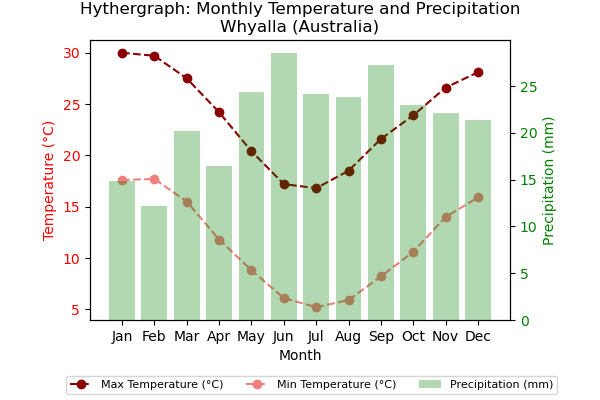 Hythergraph: Monthly Temperature and Precipitation
Whyalla (Australia)
30
25
20
15
10
5
Temperature (°C)
25
20
15
10
5
0
Precipitation (mm)
Jan Feb Mar Apr May Jun Jul Aug Sep Oct Nov Dec
Month
Max Temperature (°C) Min Temperature (°C) Precipitation (mm)